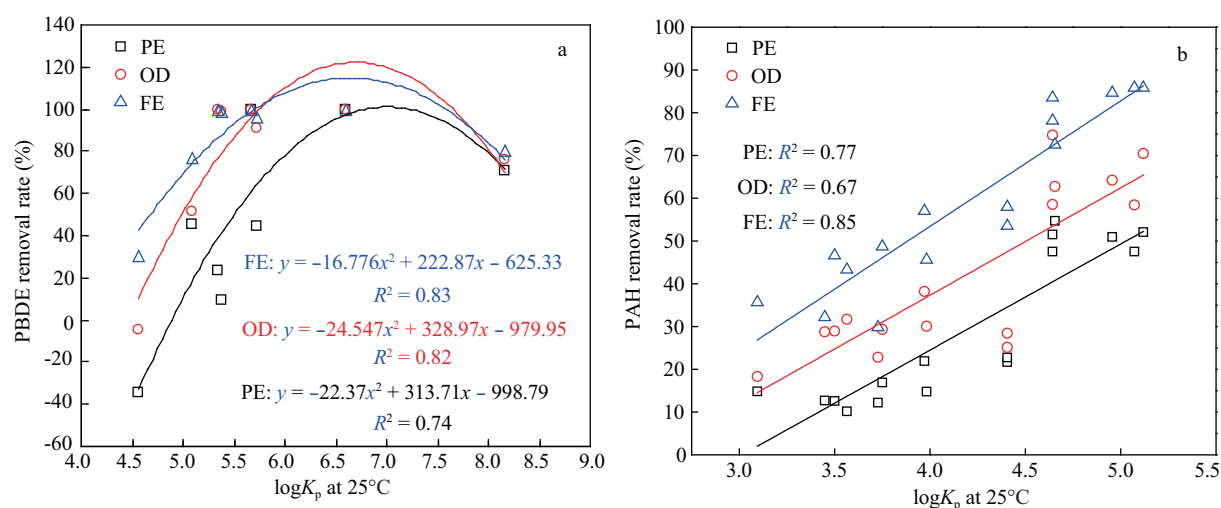 PBDE removal rate (%)
140
120
100
80
60
40
20
0
-20
-40
-60
PE
OD
FE
a
FE: y = –16.776x² + 222.87x – 625.33
R² = 0.83
OD: y = –24.547x² + 328.97x – 979.95
R² = 0.82
PE: y = –22.37x² + 313.71x – 998.79
R² = 0.74
4.0 4.5 5.0 5.5 6.0 6.5 7.0 7.5 8.0 8.5 9.0
logKₚ at 25°C
PAH removal rate (%)
100
90
80
70
60
50
40
30
20
10
0
PE
OD
FE
b
PE: R² = 0.77
OD: R² = 0.67
FE: R² = 0.85
3.0 3.5 4.0 4.5 5.0 5.5
logKₚ at 25°C